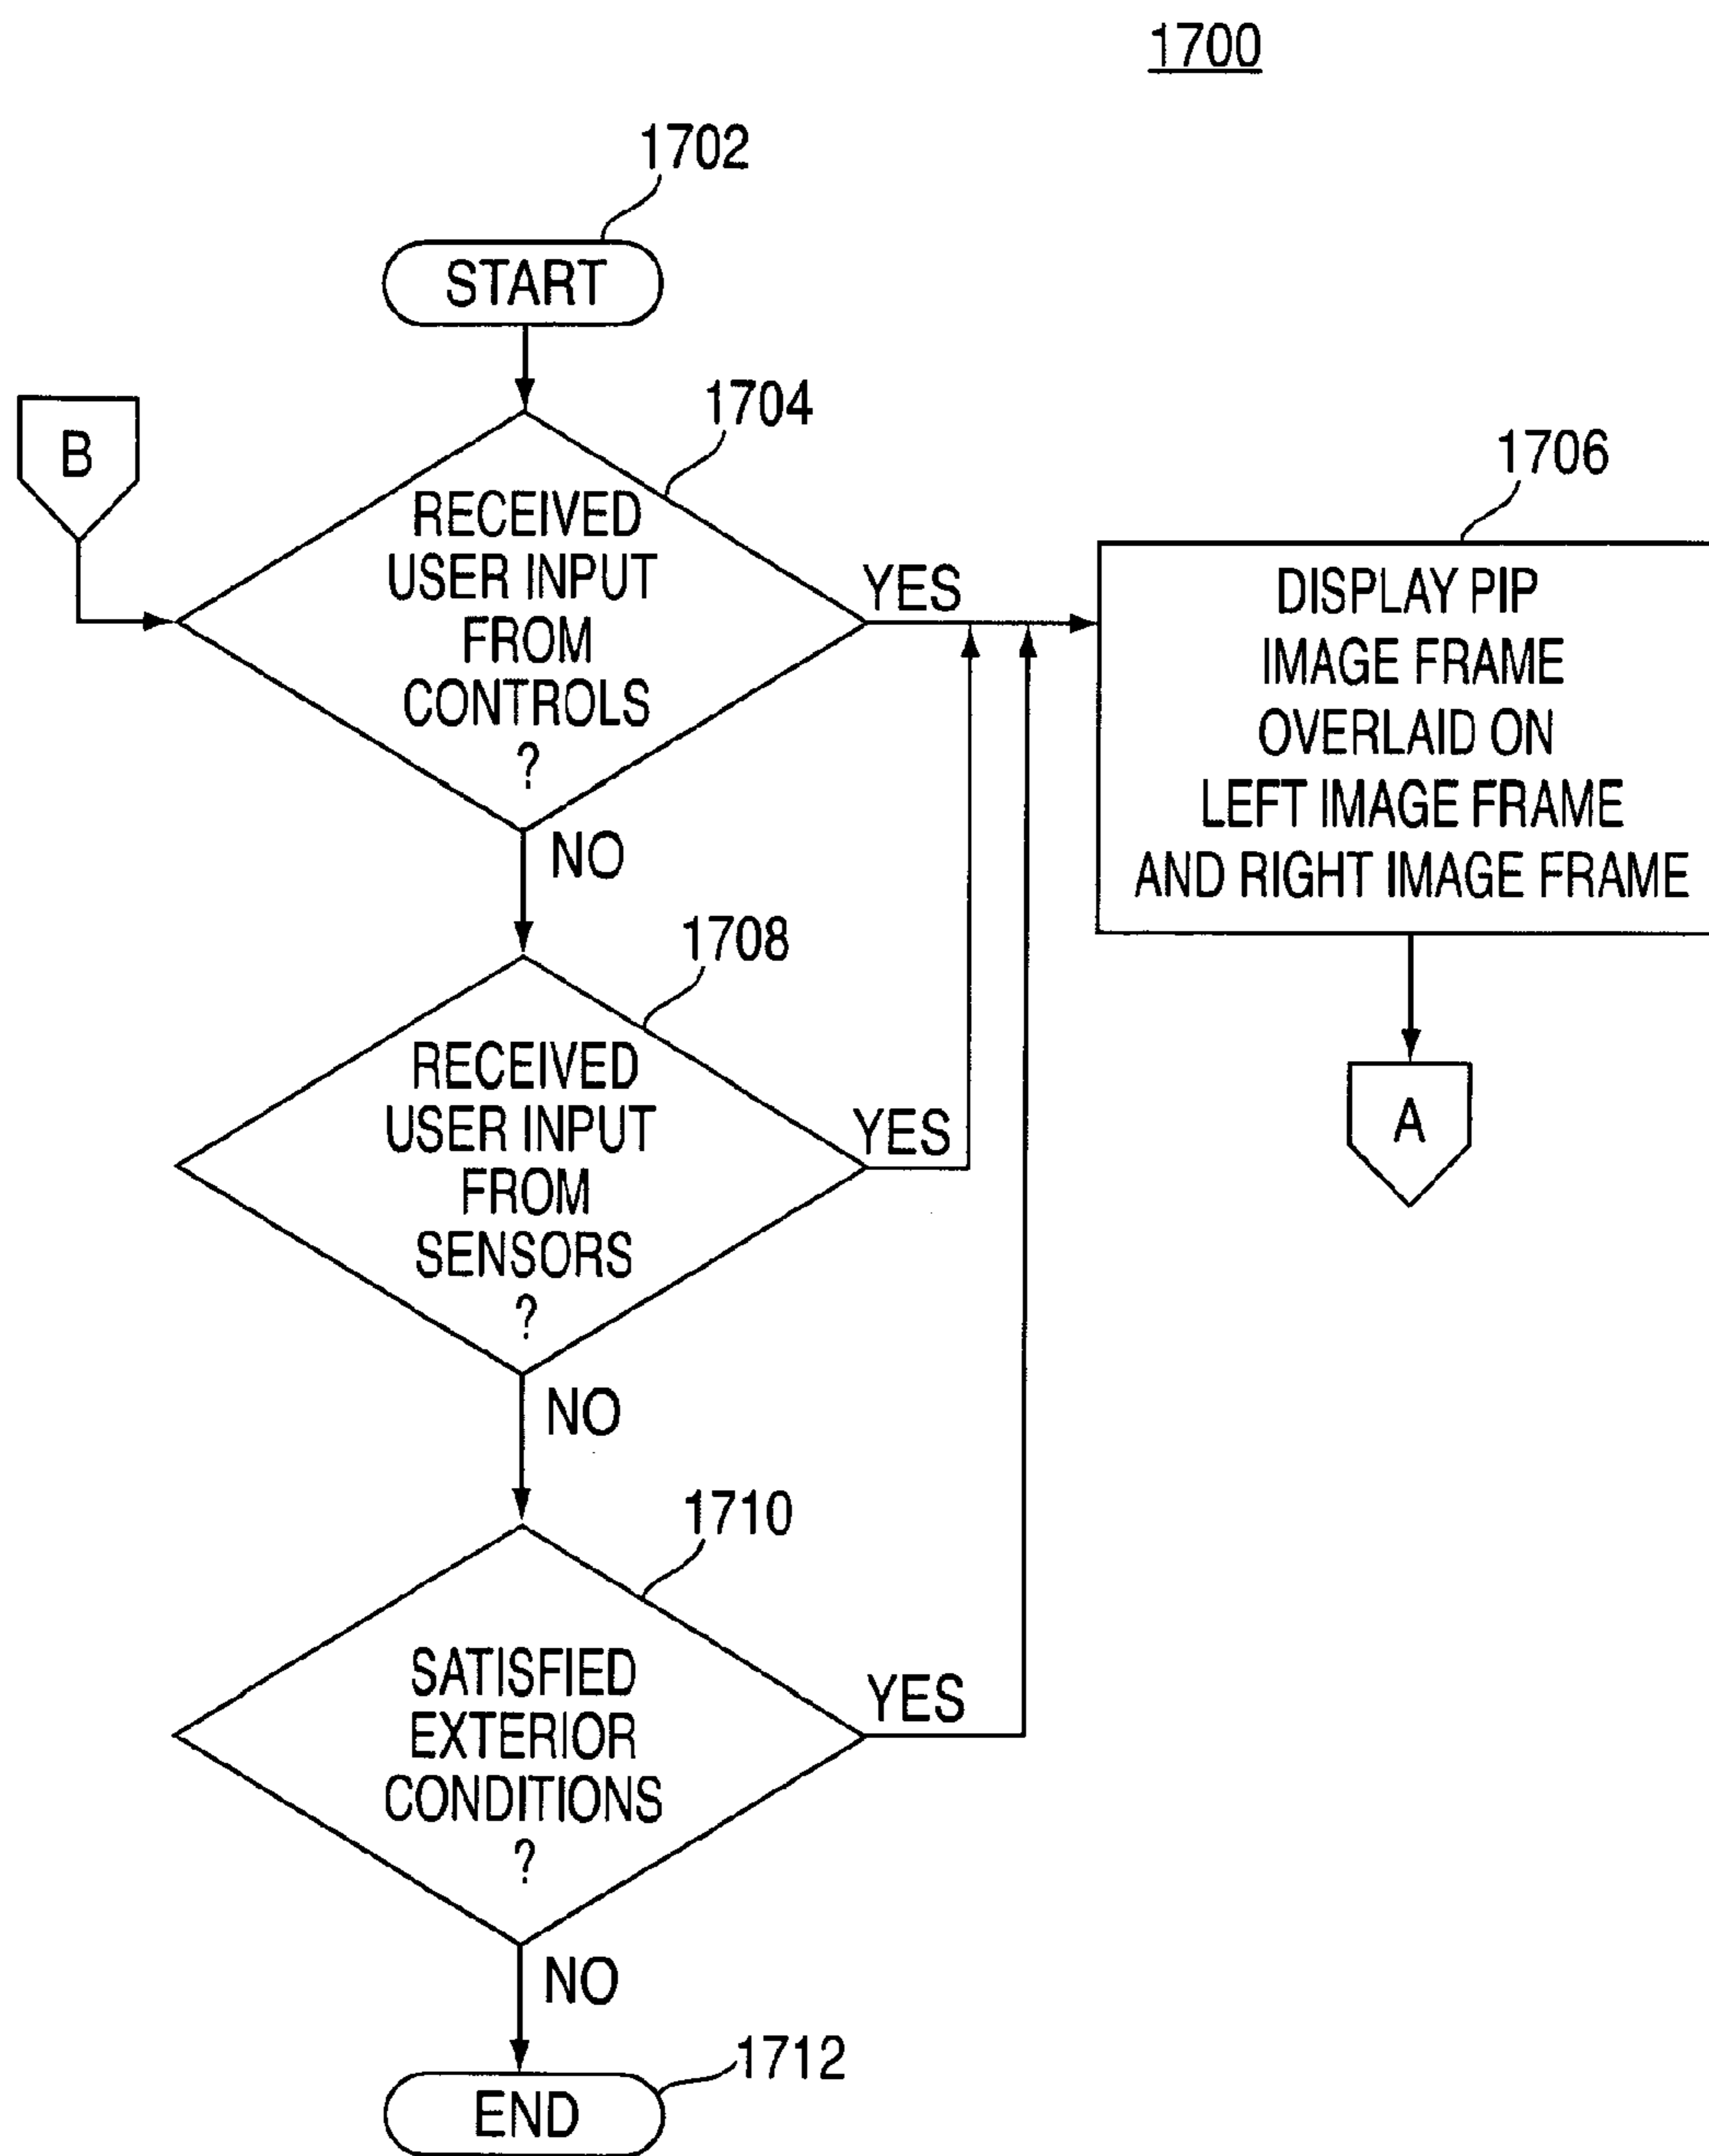 1700
1702
START
B
1704
RECEIVED
USER INPUT
FROM
CONTROLS
?
YES
NO
1706
DISPLAY PIP
IMAGE FRAME
OVERLAID ON
LEFT IMAGE FRAME
AND RIGHT IMAGE FRAME
A
1708
RECEIVED
USER INPUT
FROM
SENSORS
?
YES
NO
1710
SATISFIED
EXTERIOR
CONDITIONS
?
YES
NO
1712
END